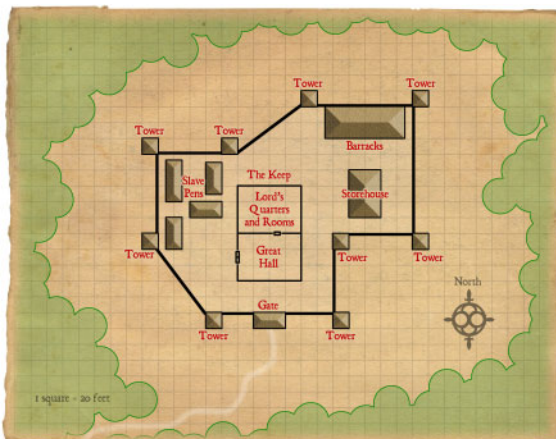 Tower
Tower
Tower
Tower
Barracks
The Keep
Slave
Pens
Lord's
Quarters
and Rooms
Storehouse
Tower
Great
Hall
Tower
Tower
North
Gate
Tower
Tower
1 square = 20 feet